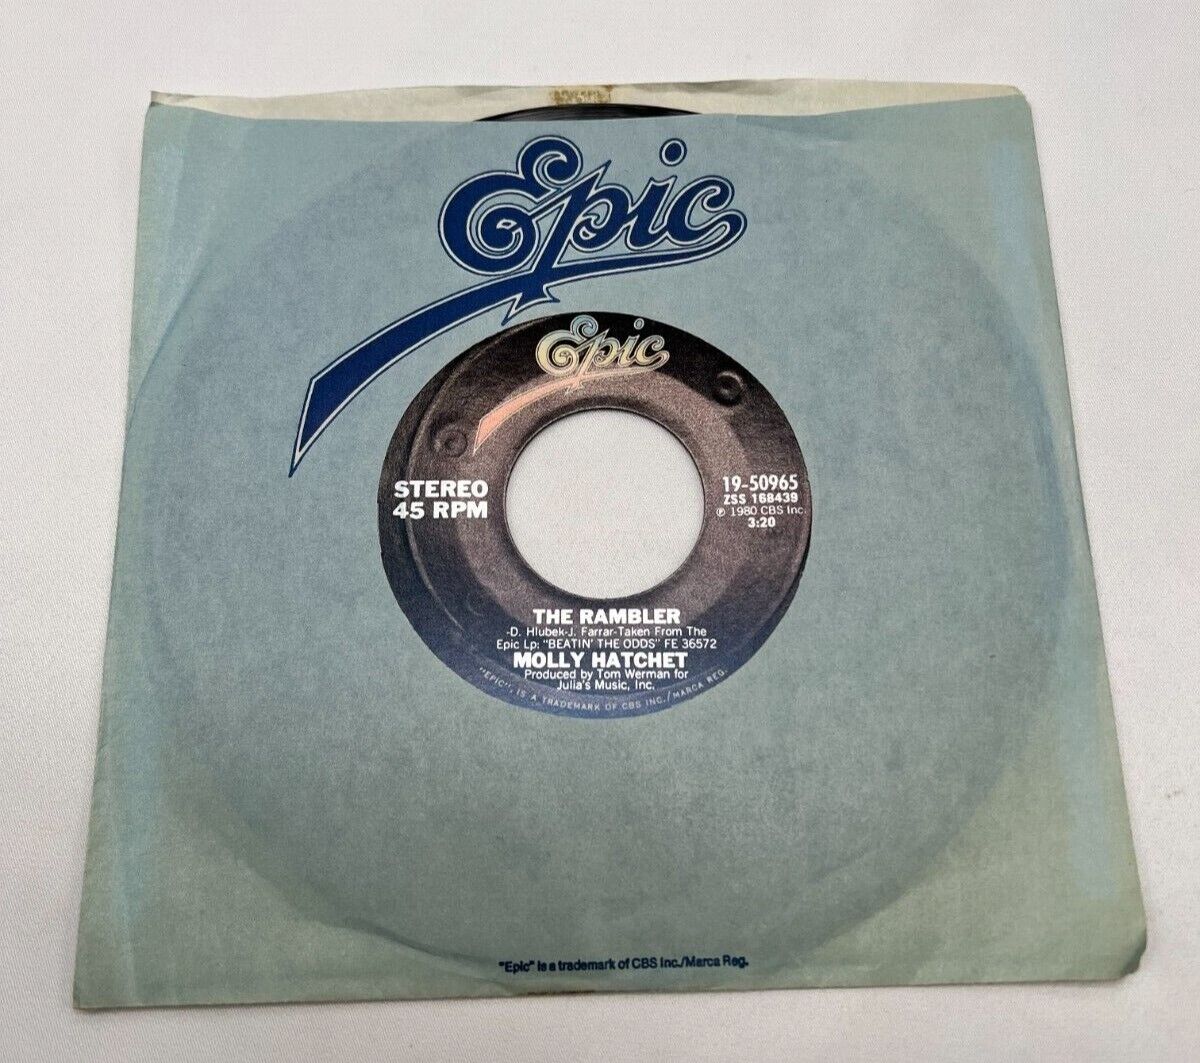 Epic
Epic
STEREO
45 RPM
19-50965
ZSS 168439
℗ 1980 CBS Inc.
3:20
THE RAMBLER
-D. Hlubek-J. Farrar-Taken From The
Epic Lp: "BEATIN' THE ODDS" FE 36572
MOLLY HATCHET
Produced by Tom Werman for
Julia's Music, Inc.
"EPIC", IS A TRADEMARK OF CBS INC./MARCA REG.
"Epic" is a trademark of CBS Inc./Marca Reg.